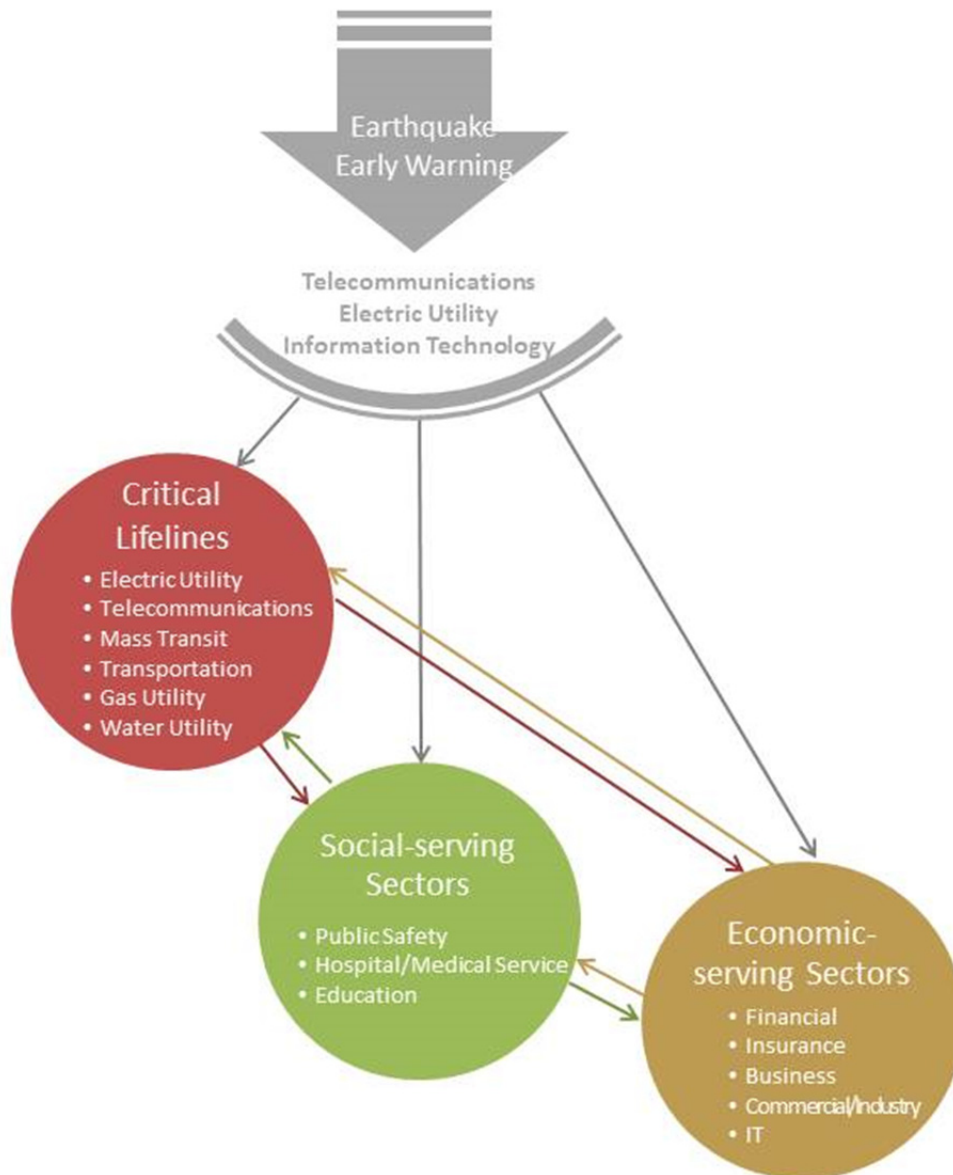 Earthquake
Early Warning
Telecommunications
Electric Utility
Information Technology
Critical
Lifelines
• Electric Utility
• Telecommunications
• Mass Transit
• Transportation
• Gas Utility
• Water Utility
Social-serving
Sectors
• Public Safety
• Hospital/Medical Service
• Education
Economic-
serving Sectors
• Financial
• Insurance
• Business
• Commercial/Industry
• IT